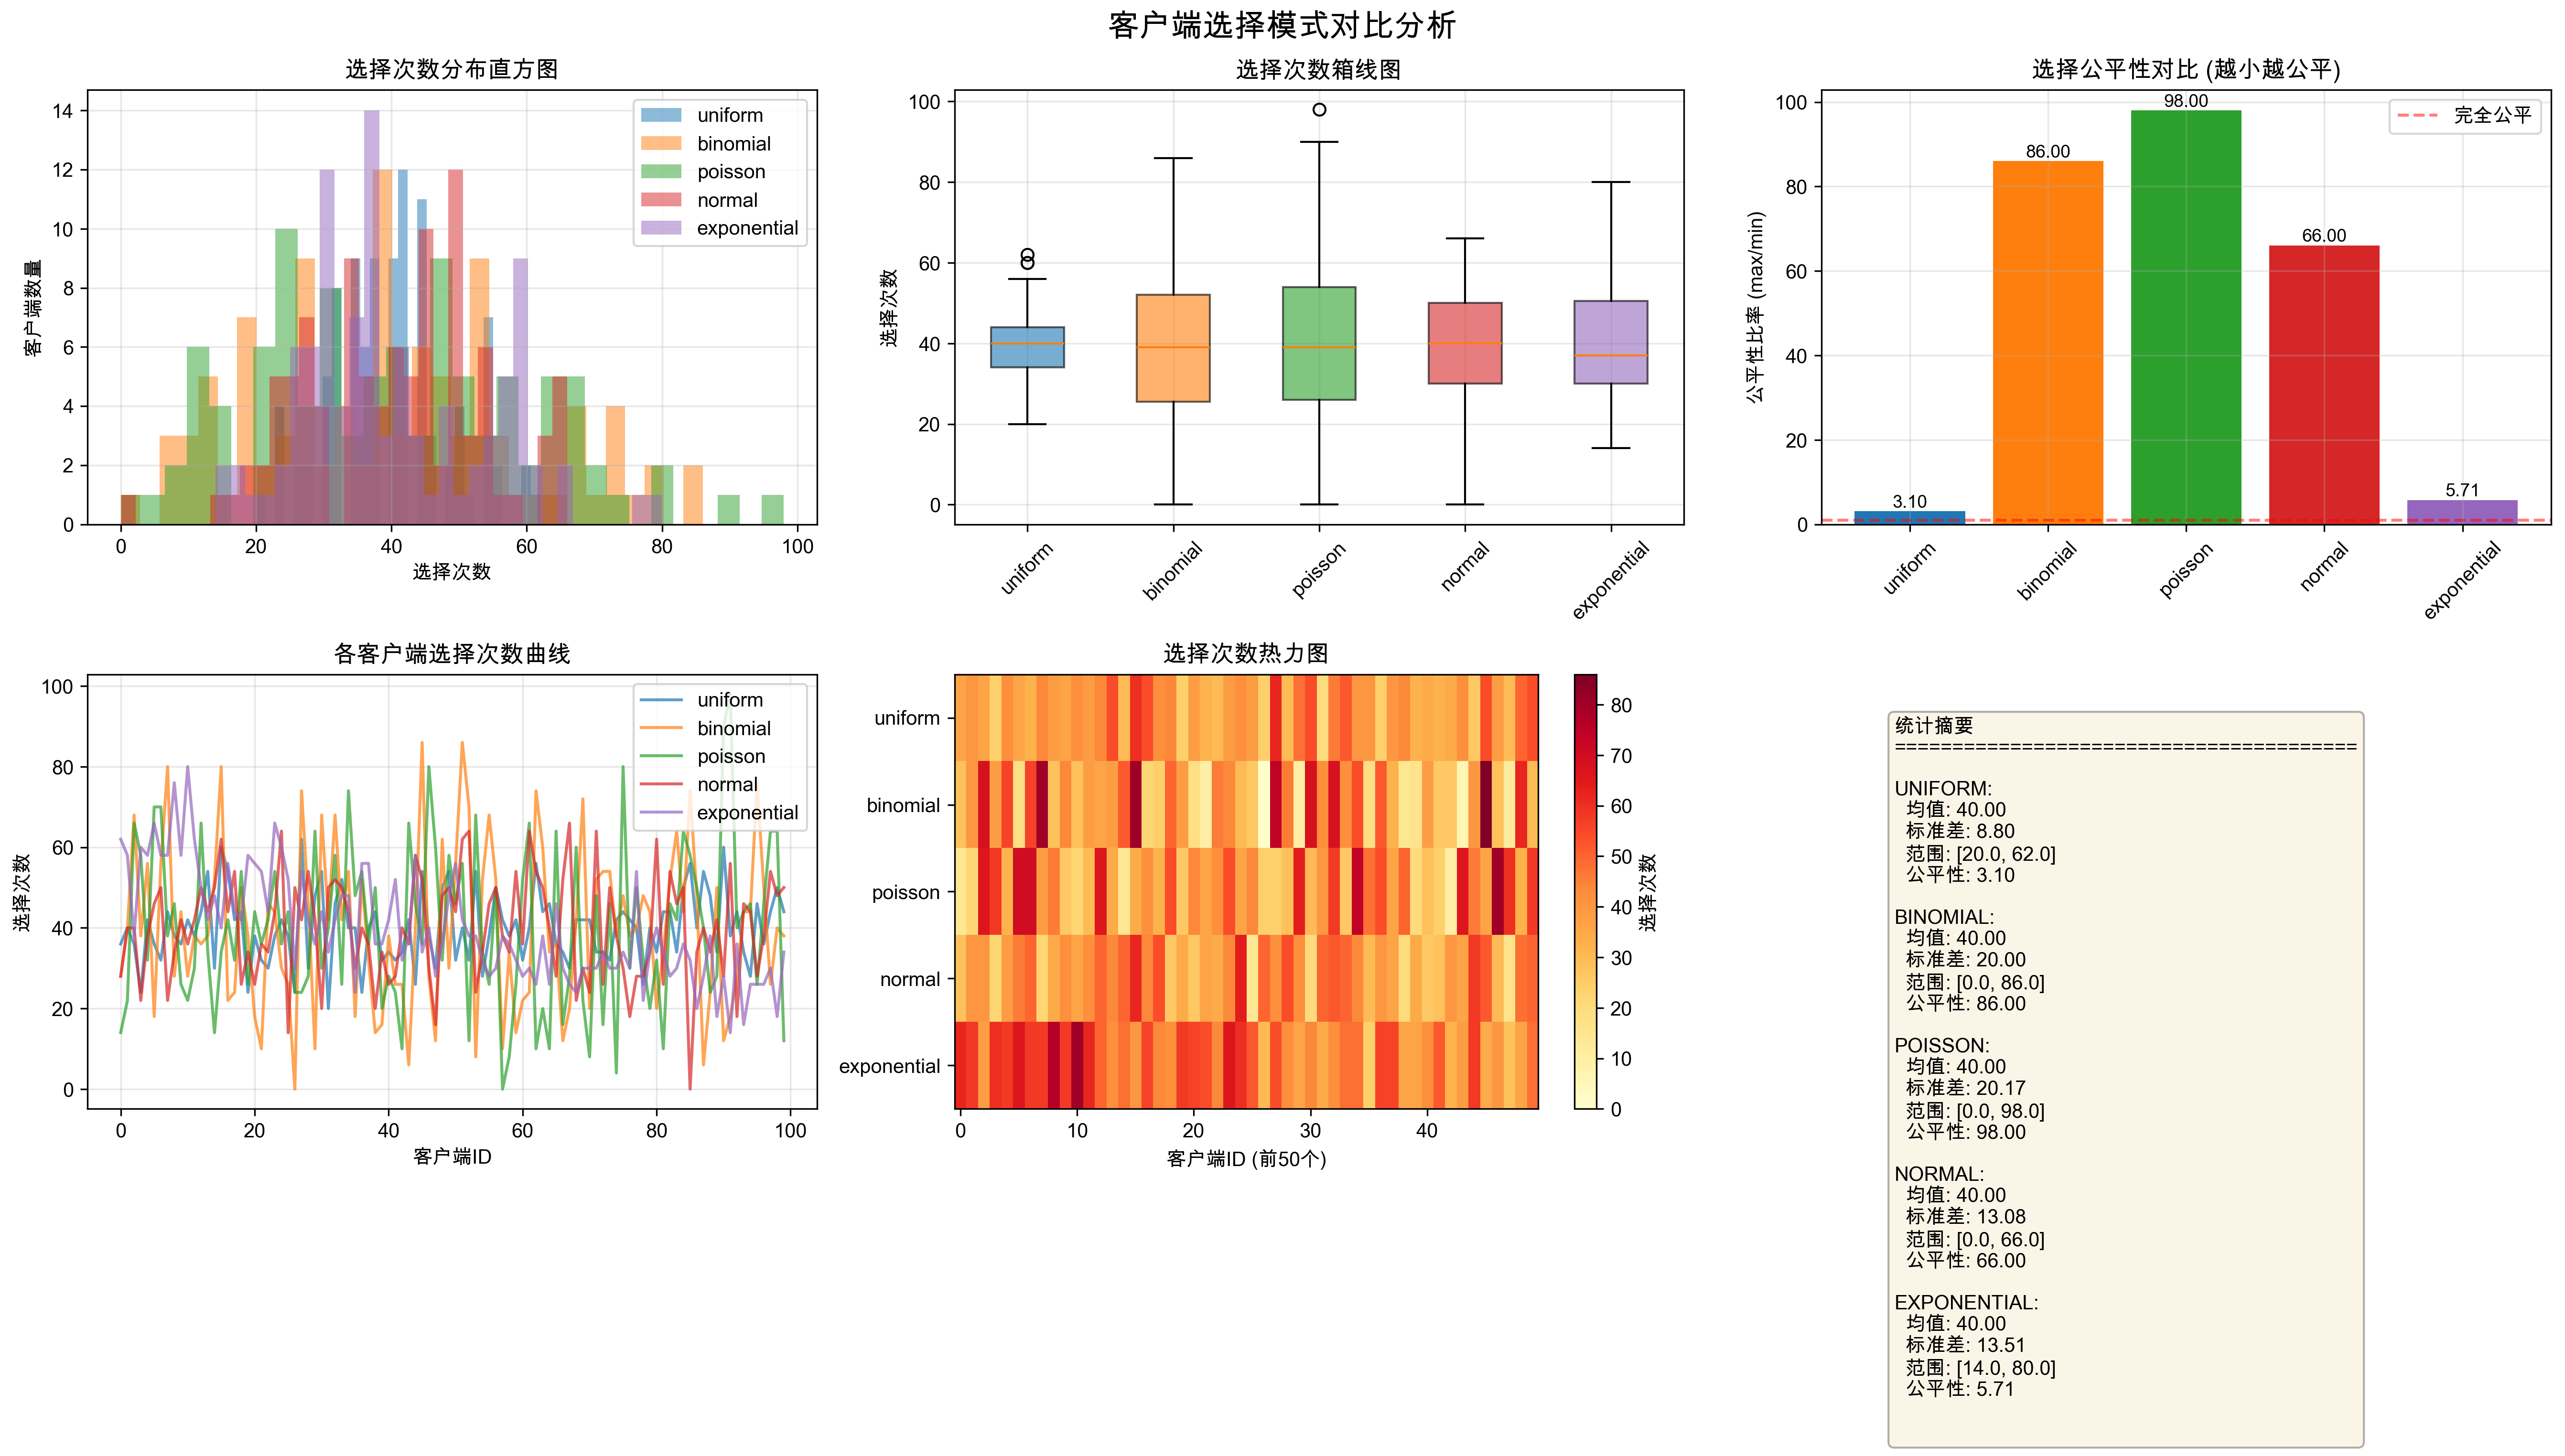 客户端选择模式对比分析
选择次数分布直方图
14
12
10
8
6
4
2
0
客户端数量
0 20 40 60 80 100
选择次数
uniform
binomial
poisson
normal
exponential
选择次数箱线图
100
80
60
40
20
0
选择次数
uniform
binomial
poisson
normal
exponential
选择公平性对比 (越小越公平)
100
80
60
40
20
0
公平性比率 (max/min)
3.10
86.00
98.00
66.00
5.71
完全公平
uniform
binomial
poisson
normal
exponential
各客户端选择次数曲线
100
80
60
40
20
0
选择次数
0 20 40 60 80 100
客户端ID
uniform
binomial
poisson
normal
exponential
选择次数热力图
uniform
binomial
poisson
normal
exponential
0 10 20 30 40
客户端ID (前50个)
80
70
60
50
40
30
20
10
0
选择次数
统计摘要
========================================
UNIFORM:
均值: 40.00
标准差: 8.80
范围: [20.0, 62.0]
公平性: 3.10
BINOMIAL:
均值: 40.00
标准差: 20.00
范围: [0.0, 86.0]
公平性: 86.00
POISSON:
均值: 40.00
标准差: 20.17
范围: [0.0, 98.0]
公平性: 98.00
NORMAL:
均值: 40.00
标准差: 13.08
范围: [0.0, 66.0]
公平性: 66.00
EXPONENTIAL:
均值: 40.00
标准差: 13.51
范围: [14.0, 80.0]
公平性: 5.71